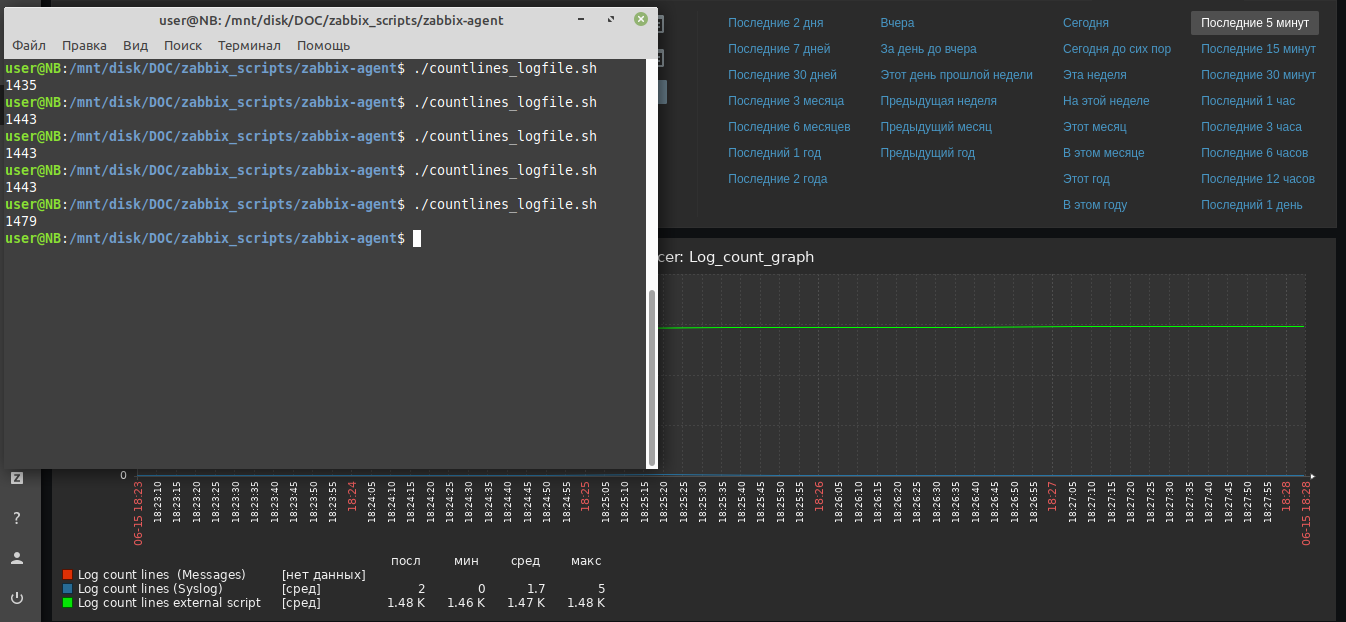 user@NB: /mnt/disk/DOC/zabbix_scripts/zabbix-agent
Файл Правка Вид Поиск Терминал Помощь
user@NB:/mnt/disk/DOC/zabbix_scripts/zabbix-agent$ ./countlines_logfile.sh
1435
user@NB:/mnt/disk/DOC/zabbix_scripts/zabbix-agent$ ./countlines_logfile.sh
1443
user@NB:/mnt/disk/DOC/zabbix_scripts/zabbix-agent$ ./countlines_logfile.sh
1443
user@NB:/mnt/disk/DOC/zabbix_scripts/zabbix-agent$ ./countlines_logfile.sh
1443
user@NB:/mnt/disk/DOC/zabbix_scripts/zabbix-agent$ ./countlines_logfile.sh
1479
user@NB:/mnt/disk/DOC/zabbix_scripts/zabbix-agent$
Последние 2 дня Вчера Сегодня Последние 5 минут
Последние 7 дней За день до вчера Сегодня до сих пор Последние 15 минут
Последние 30 дней Этот день прошлой недели Эта неделя Последние 30 минут
Последние 3 месяца Предыдущая неделя На этой неделе Последний 1 час
Последние 6 месяцев Предыдущий месяц Этот месяц Последние 3 часа
Последний 1 год Предыдущий год В этом месяце Последние 6 часов
Последние 2 года Этот год Последние 12 часов
В этом году Последний 1 день
cer: Log_count_graph
0
06-15 18:23 18:23:10 18:23:15 18:23:20 18:23:25 18:23:30 18:23:35 18:23:40 18:23:45 18:23:50 18:23:55 18:24 18:24:05 18:24:10 18:24:15 18:24:20 18:24:25 18:24:30 18:24:35 18:24:40 18:24:45 18:24:50 18:24:55 18:25 18:25:05 18:25:10 18:25:15 18:25:20 18:25:25 18:25:30 18:25:35 18:25:40 18:25:45 18:25:50 18:25:55 18:26 18:26:05 18:26:10 18:26:15 18:26:20 18:26:25 18:26:30 18:26:35 18:26:40 18:26:45 18:26:50 18:26:55 18:27 18:27:05 18:27:10 18:27:15 18:27:20 18:27:25 18:27:30 18:27:35 18:27:40 18:27:45 18:27:50 18:27:55 18:28 06-15 18:28
посл мин сред макс
Log count lines (Messages) [нет данных]
Log count lines (Syslog) [сред] 2 0 1.7 5
Log count lines external script [сред] 1.48 K 1.46 K 1.47 K 1.48 K
Z
?